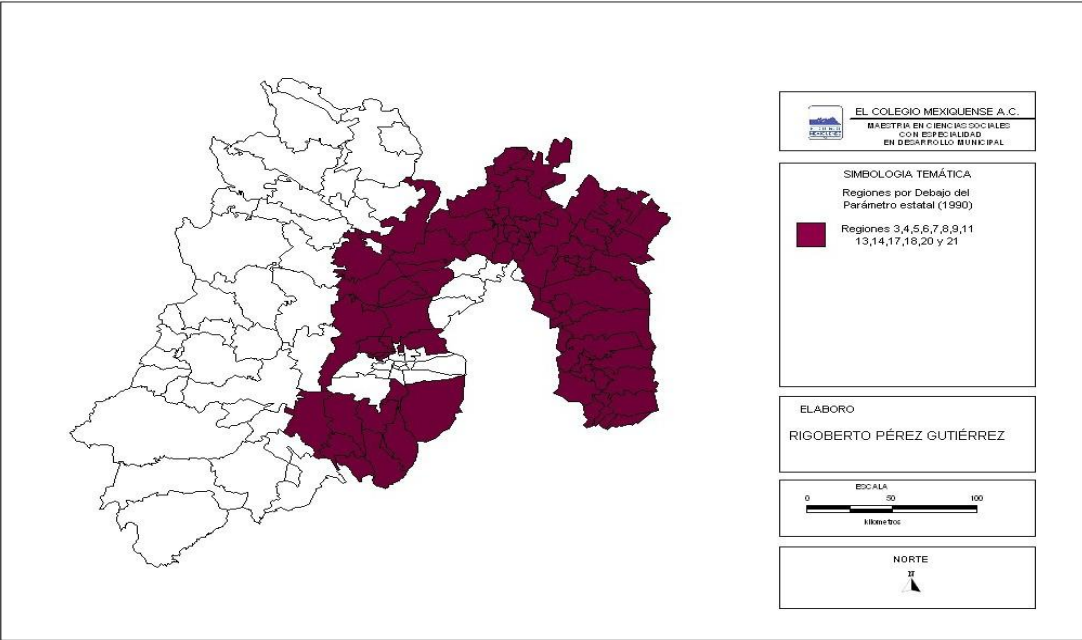 EL COLEGIO MEXIQUENSE A.C.
MAESTRIA EN CIENCIAS SOCIALES
CON ESPECIALIDAD
EN DESARROLLO MUNICIPAL
SIMBOLOGIA TEMÁTICA
Regiones por Debajo del
Parámetro estatal (1990)
Regiones 3,4,5,6,7,8,9,11
13,14,17,18,20 y 21
ELABORO
RIGOBERTO PÉREZ GUTIÉRREZ
ESCALA
0 50 100
kilometros
NORTE
N